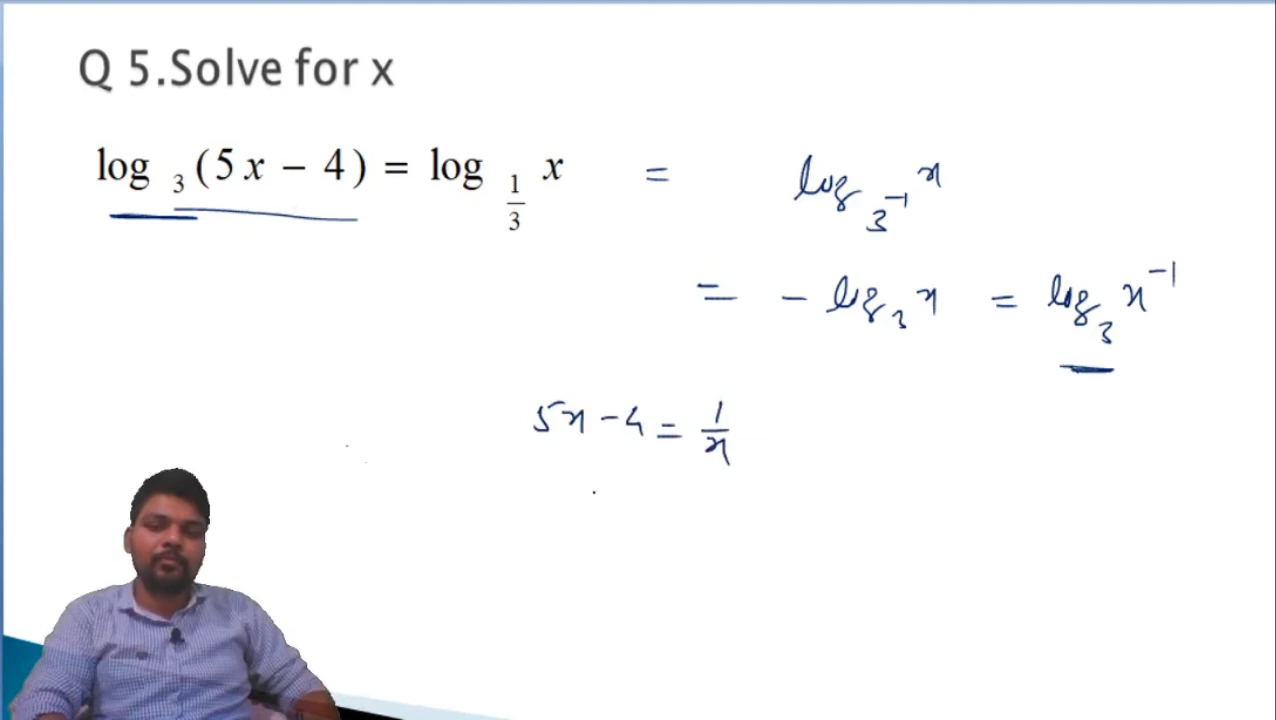 Q 5.Solve for x
log 3 (5x − 4) = log 1/3 x = log 3⁻¹ x
= − log 3 x = log 3 x⁻¹
5x − 4 = 1/x